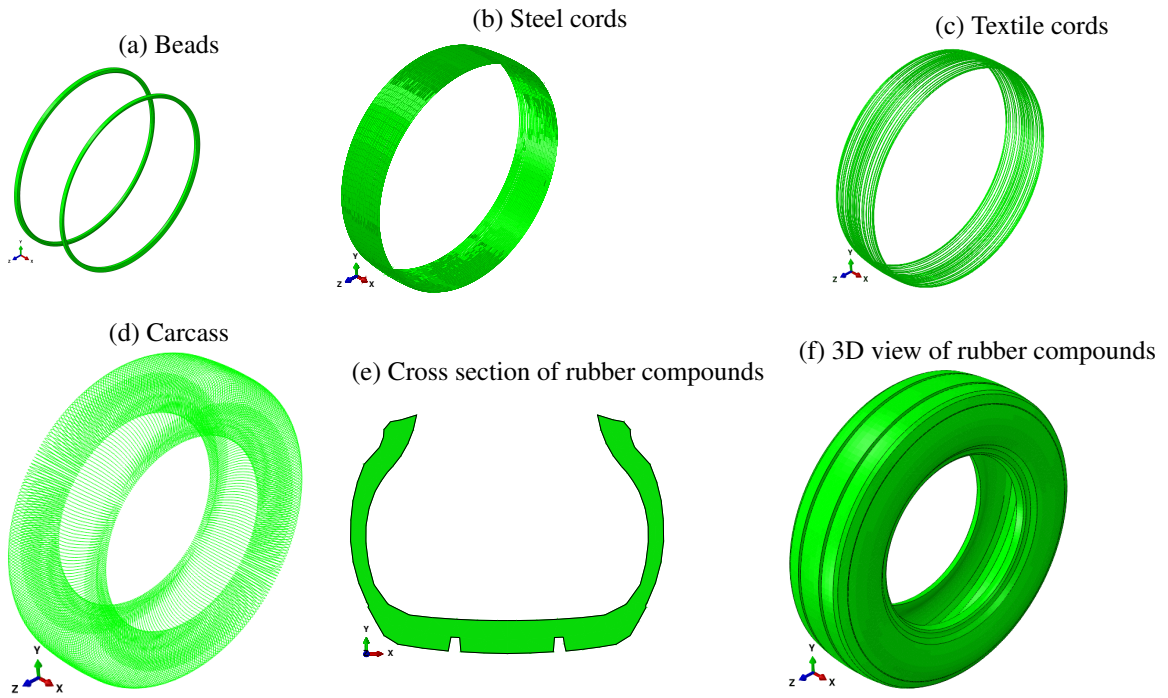 (a) Beads
(b) Steel cords
(c) Textile cords
Y
Z
X
Y
Z
X
Y
Z
X
(d) Carcass
(e) Cross section of rubber compounds
(f) 3D view of rubber compounds
Y
Z
X
Y
X
Y
Z
X